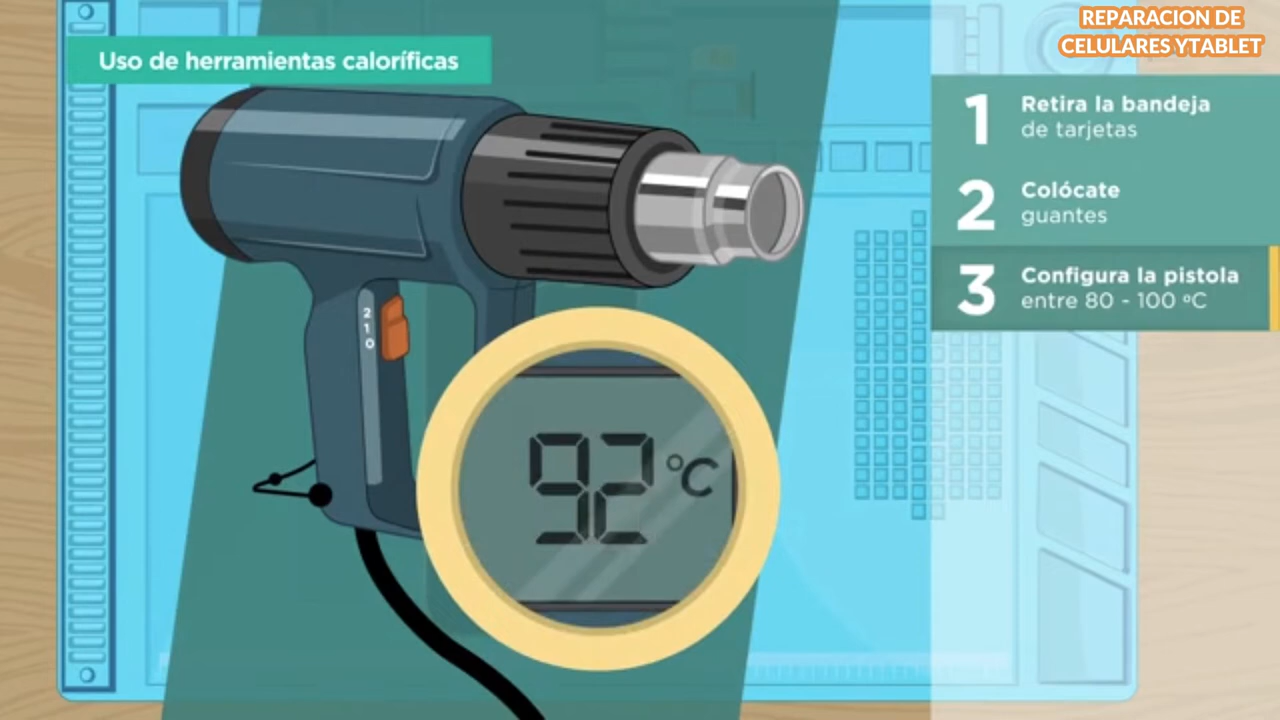 REPARACION DE
CELULARES YTABLET
Uso de herramientas caloríficas
1
Retira la bandeja
de tarjetas
2
Colócate
guantes
3
Configura la pistola
entre 80 - 100 ºC
2
1
0
92 °C